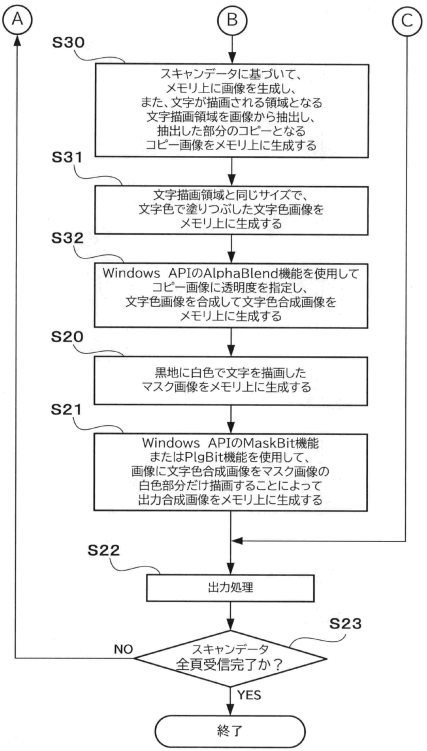 A
B
C
S30
スキャンデータに基づいて、
メモリ上に画像を生成し、
また、文字が描画される領域となる
文字描画領域を画像から抽出し、
抽出した部分のコピーとなる
コピー画像をメモリ上に生成する
S31
文字描画領域と同じサイズで、
文字色で塗りつぶした文字色画像を
メモリ上に生成する
S32
Windows APIのAlphaBlend機能を使用して
コピー画像に透明度を指定し、
文字色画像を合成して文字色合成画像を
メモリ上に生成する
S20
黒地に白色で文字を描画した
マスク画像をメモリ上に生成する
S21
Windows APIのMaskBit機能
またはPlgBit機能を使用して、
画像に文字色合成画像をマスク画像の
白色部分だけ描画することによって
出力合成画像をメモリ上に生成する
S22
出力処理
S23
スキャンデータ
全頁受信完了か？
NO
YES
終了